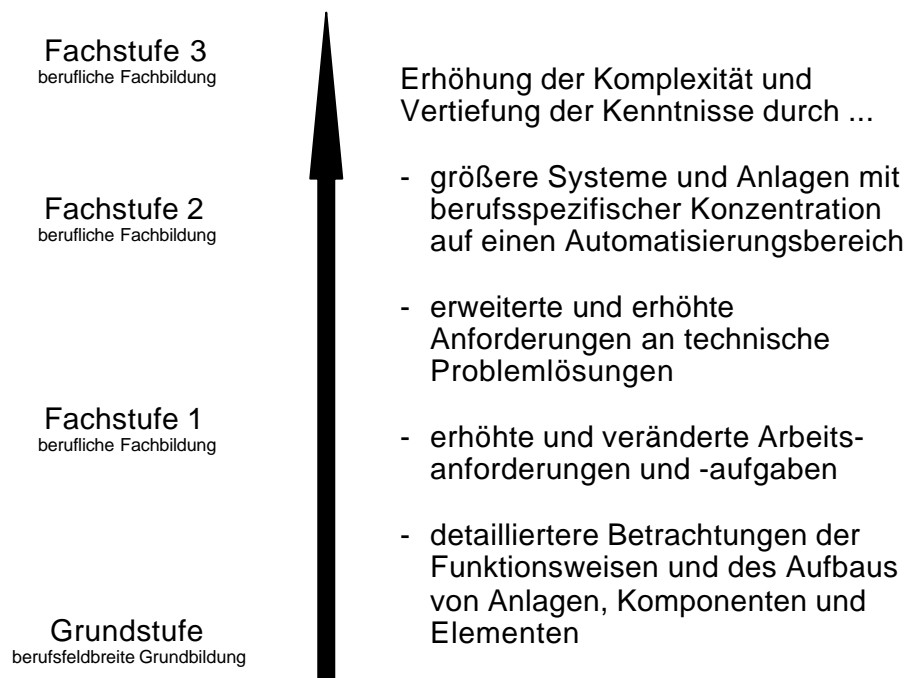 Fachstufe 3
berufliche Fachbildung
Fachstufe 2
berufliche Fachbildung
Fachstufe 1
berufliche Fachbildung
Grundstufe
berufsfeldbreite Grundbildung
Erhöhung der Komplexität und
Vertiefung der Kenntnisse durch ...
- größere Systeme und Anlagen mit
berufsspezifischer Konzentration
auf einen Automatisierungsbereich
- erweiterte und erhöhte
Anforderungen an technische
Problemlösungen
- erhöhte und veränderte Arbeits-
anforderungen und -aufgaben
- detailliertere Betrachtungen der
Funktionsweisen und des Aufbaus
von Anlagen, Komponenten und
Elementen